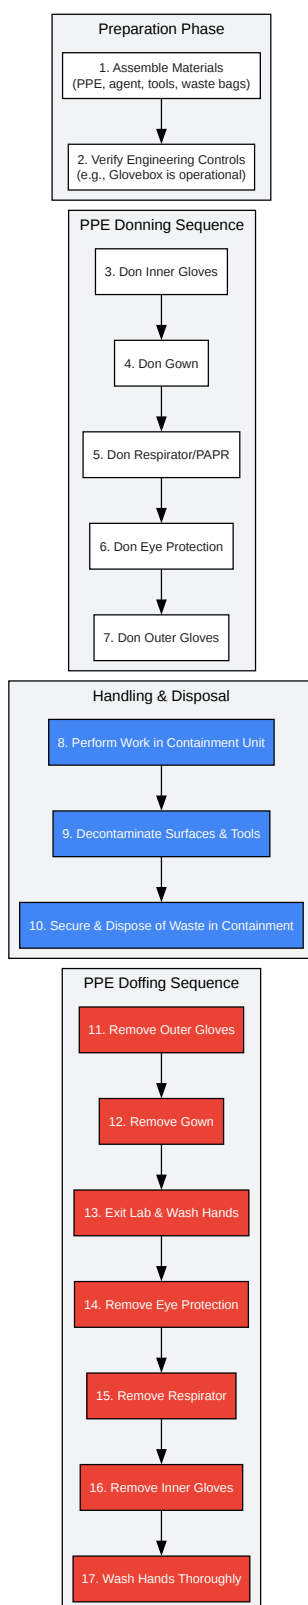 Preparation Phase
1. Assemble Materials
(PPE, agent, tools, waste bags)
2. Verify Engineering Controls
(e.g., Glovebox is operational)
PPE Donning Sequence
3. Don Inner Gloves
4. Don Gown
5. Don Respirator/PAPR
6. Don Eye Protection
7. Don Outer Gloves
Handling & Disposal
8. Perform Work in Containment Unit
9. Decontaminate Surfaces & Tools
10. Secure & Dispose of Waste in Containment
PPE Doffing Sequence
11. Remove Outer Gloves
12. Remove Gown
13. Exit Lab & Wash Hands
14. Remove Eye Protection
15. Remove Respirator
16. Remove Inner Gloves
17. Wash Hands Thoroughly